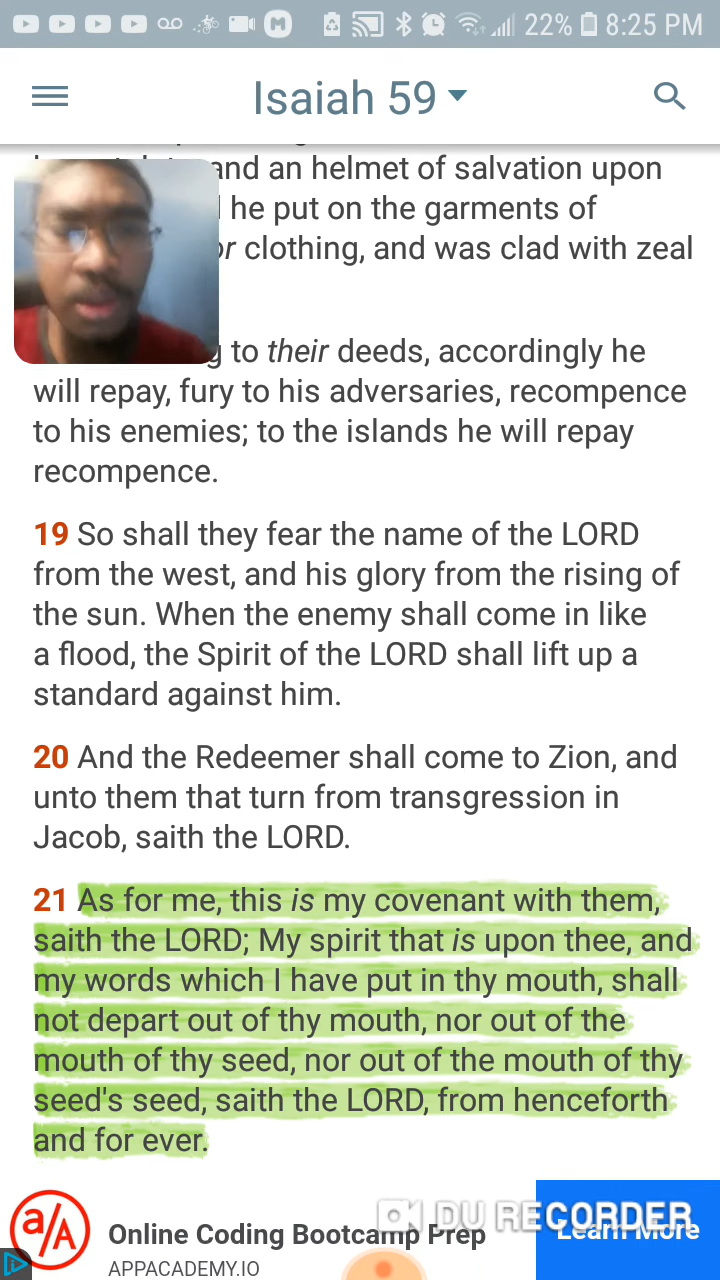 22% 8:25 PM
Isaiah 59
and an helmet of salvation upon
he put on the garments of
or clothing, and was clad with zeal
to their deeds, accordingly he
will repay, fury to his adversaries, recompence
to his enemies; to the islands he will repay
recompence.
19 So shall they fear the name of the LORD
from the west, and his glory from the rising of
the sun. When the enemy shall come in like
a flood, the Spirit of the LORD shall lift up a
standard against him.
20 And the Redeemer shall come to Zion, and
unto them that turn from transgression in
Jacob, saith the LORD.
21 As for me, this is my covenant with them,
saith the LORD; My spirit that is upon thee, and
my words which I have put in thy mouth, shall
not depart out of thy mouth, nor out of the
mouth of thy seed, nor out of the mouth of thy
seed's seed, saith the LORD, from henceforth
and for ever.
a/A
Online Coding Bootcamp Prep
APPACADEMY.IO
DU RECORDER
Learn More